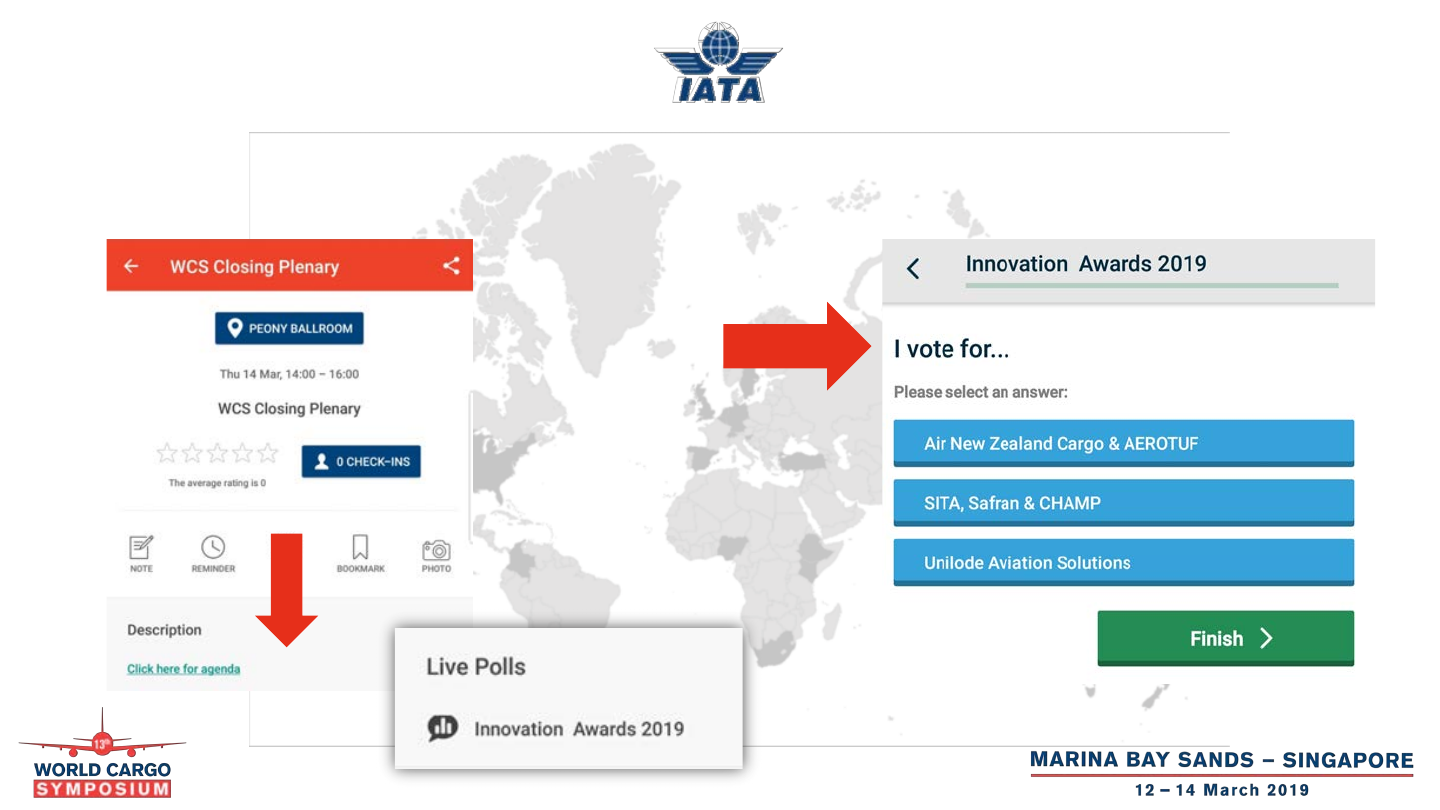 IATA
WCS Closing Plenary
PEONY BALLROOM
Thu 14 Mar, 14:00 – 16:00
WCS Closing Plenary
0 CHECK-INS
The average rating is 0
NOTE
REMINDER
BOOKMARK
PHOTO
Description
Click here for agenda
Live Polls
Innovation Awards 2019
Innovation Awards 2019
I vote for...
Please select an answer:
Air New Zealand Cargo & AEROTUF
SITA, Safran & CHAMP
Unilode Aviation Solutions
Finish
13th
WORLD CARGO
SYMPOSIUM
MARINA BAY SANDS – SINGAPORE
12 – 14 March 2019